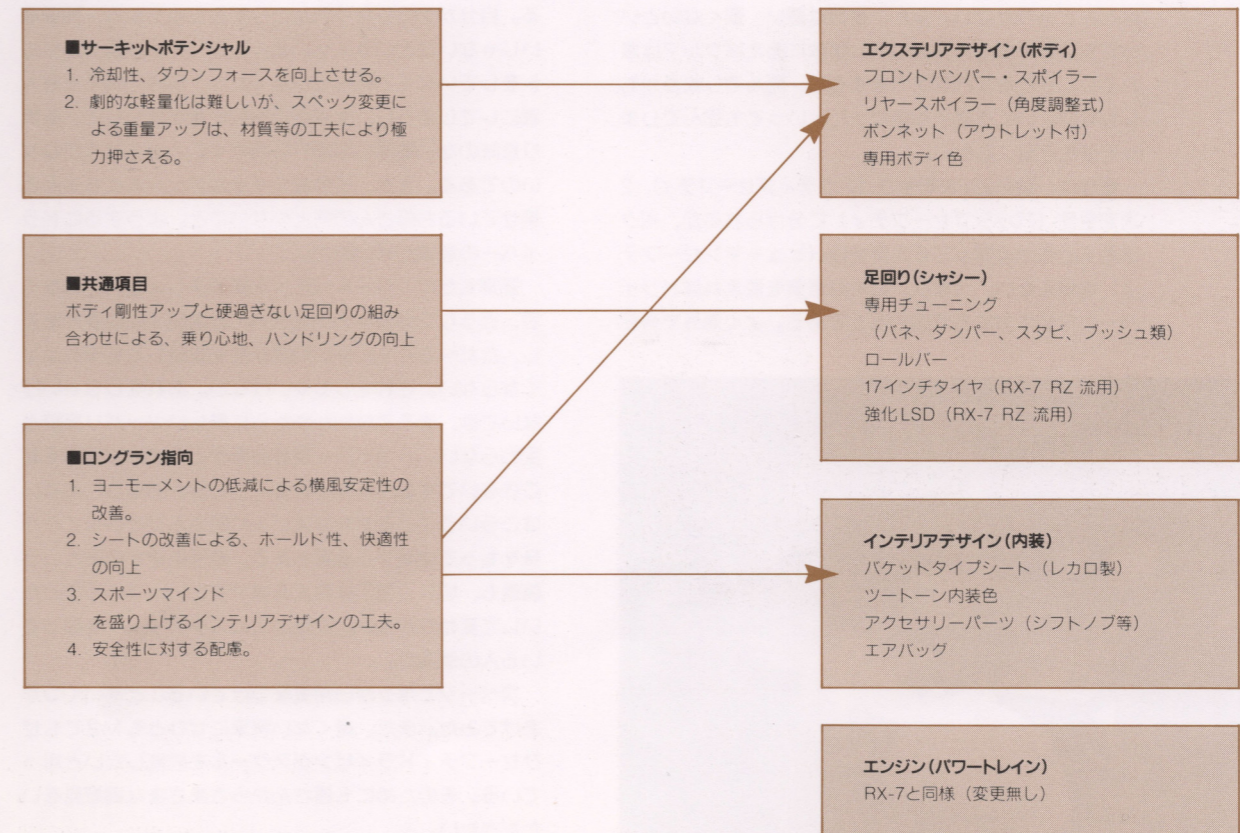 ■サーキットポテンシャル
1. 冷却性、ダウンフォースを向上させる。
2. 劇的な軽量化は難しいが、スペック変更に
よる重量アップは、材質等の工夫により極
力押さえる。
■共通項目
ボディ剛性アップと硬過ぎない足回りの組み
合わせによる、乗り心地、ハンドリングの向上
■ロングラン指向
1. ヨーモーメントの低減による横風安定性の
改善。
2. シートの改善による、ホールド性、快適性
の向上
3. スポーツマインド
を盛り上げるインテリアデザインの工夫。
4. 安全性に対する配慮。
エクステリアデザイン(ボディ)
フロントバンパー・スポイラー
リヤースポイラー(角度調整式)
ボンネット(アウトレット付)
専用ボディ色
足回り(シャシー)
専用チューニング
(バネ、ダンパー、スタビ、ブッシュ類)
ロールバー
17インチタイヤ(RX-7 RZ 流用)
強化LSD(RX-7 RZ 流用)
インテリアデザイン(内装)
バケットタイプシート(レカロ製)
ツートーン内装色
アクセサリーパーツ(シフトノブ等)
エアバッグ
エンジン(パワートレイン)
RX-7と同様(変更無し)